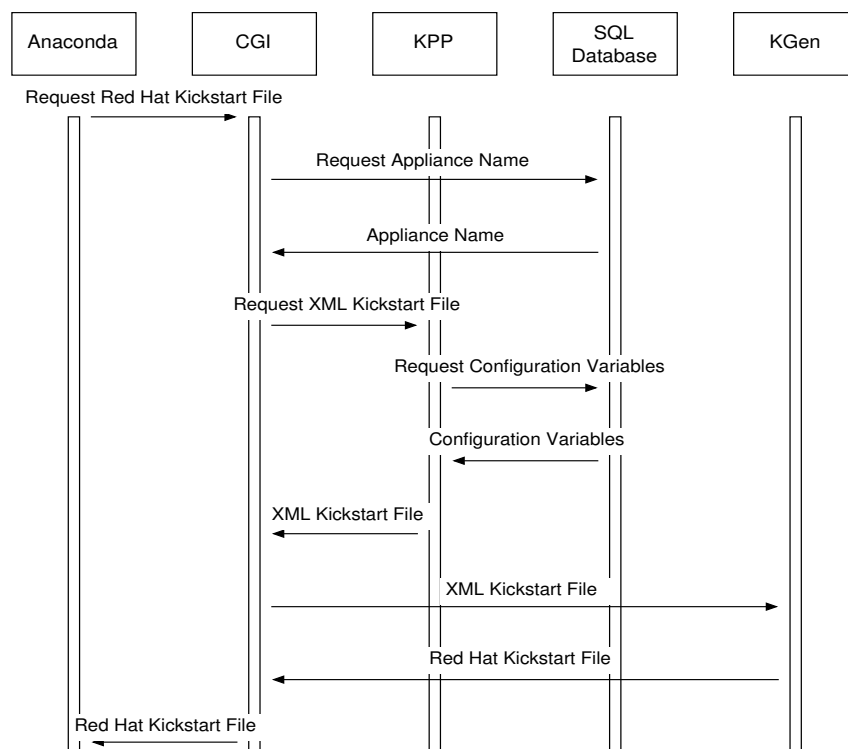 Anaconda
CGI
KPP
SQL
Database
KGen
Request Red Hat Kickstart File
Request Appliance Name
Appliance Name
Request XML Kickstart File
Request Configuration Variables
Configuration Variables
XML Kickstart File
XML Kickstart File
Red Hat Kickstart File
Red Hat Kickstart File